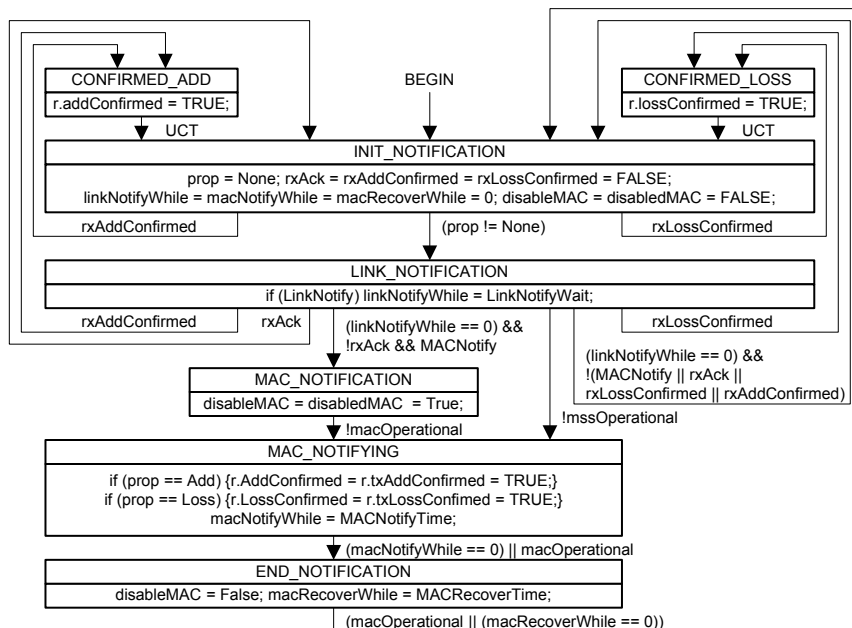 CONFIRMED_ADD
r.addConfirmed = TRUE;
UCT
BEGIN
CONFIRMED_LOSS
r.lossConfirmed = TRUE;
UCT
INIT_NOTIFICATION
prop = None; rxAck = rxAddConfirmed = rxLossConfirmed = FALSE;
linkNotifyWhile = macNotifyWhile = macRecoverWhile = 0; disableMAC = disabledMAC = FALSE;
rxAddConfirmed
(prop != None)
rxLossConfirmed
LINK_NOTIFICATION
if (LinkNotify) linkNotifyWhile = LinkNotifyWait;
rxAddConfirmed
rxAck
rxLossConfirmed
(linkNotifyWhile == 0) &&
!rxAck && MACNotify
(linkNotifyWhile == 0) &&
!(MACNotify || rxAck ||
rxLossConfirmed || rxAddConfirmed)
MAC_NOTIFICATION
disableMAC = disabledMAC = True;
!macOperational
!mssOperational
MAC_NOTIFYING
if (prop == Add) {r.AddConfirmed = r.txAddConfirmed = TRUE;}
if (prop == Loss) {r.LossConfirmed = r.txLossConfimed = TRUE;}
macNotifyWhile = MACNotifyTime;
(macNotifyWhile == 0) || macOperational
END_NOTIFICATION
disableMAC = False; macRecoverWhile = MACRecoverTime;
(macOperational || (macRecoverWhile == 0))